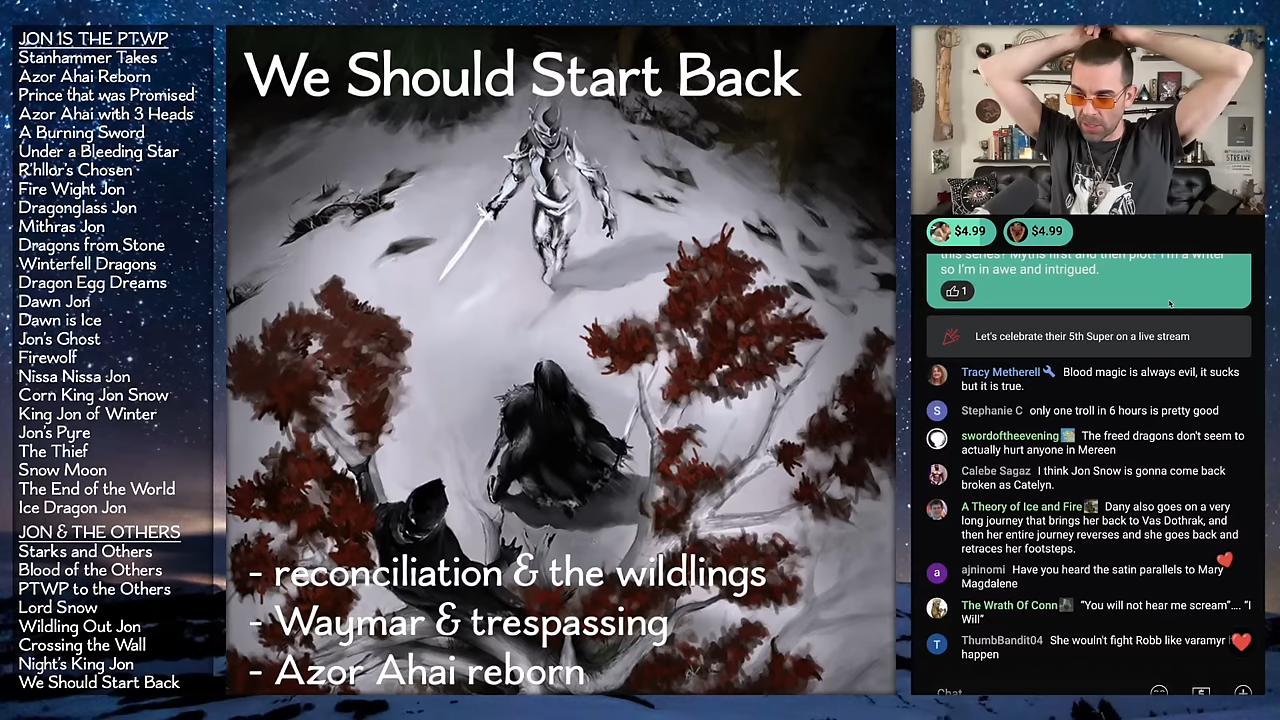 JON IS THE PTWP
Stanhammer Takes
Azor Ahai Reborn
Prince that was Promised
Azor Ahai with 3 Heads
A Burning Sword
Under a Bleeding Star
R'hllor's Chosen
Fire Wight Jon
Dragonglass Jon
Mithras Jon
Dragons from Stone
Winterfell Dragons
Dragon Egg Dreams
Dawn Jon
Dawn is Ice
Jon's Ghost
Firewolf
Nissa Nissa Jon
Corn King Jon Snow
King Jon of Winter
Jon's Pyre
The Thief
Snow Moon
The End of the World
Ice Dragon Jon
JON & THE OTHERS
Starks and Others
Blood of the Others
PTWP to the Others
Lord Snow
Wildling Out Jon
Crossing the Wall
Night's King Jon
We Should Start Back
We Should Start Back
- reconciliation & the wildlings
- Waymar & trespassing
- Azor Ahai reborn
$4.99 $4.99
this series? Myths first and then plot? I'm a writer
so I'm in awe and intrigued.
1
Let's celebrate their 5th Super on a live stream
Tracy Metherell Blood magic is always evil, it sucks
but it is true.
S Stephanie C only one troll in 6 hours is pretty good
swordoftheevening The freed dragons don't seem to
actually hurt anyone in Mereen
Calebe Sagaz I think Jon Snow is gonna come back
broken as Catelyn.
A Theory of Ice and Fire Dany also goes on a very
long journey that brings her back to Vas Dothrak, and
then her entire journey reverses and she goes back and
retraces her footsteps.
a ajninomi Have you heard the satin parallels to Mary
Magdalene
The Wrath Of Conn "You will not hear me scream".... "I
Will"
T ThumbBandit04 She wouln't fight Robb like varamyr
happen
Chat